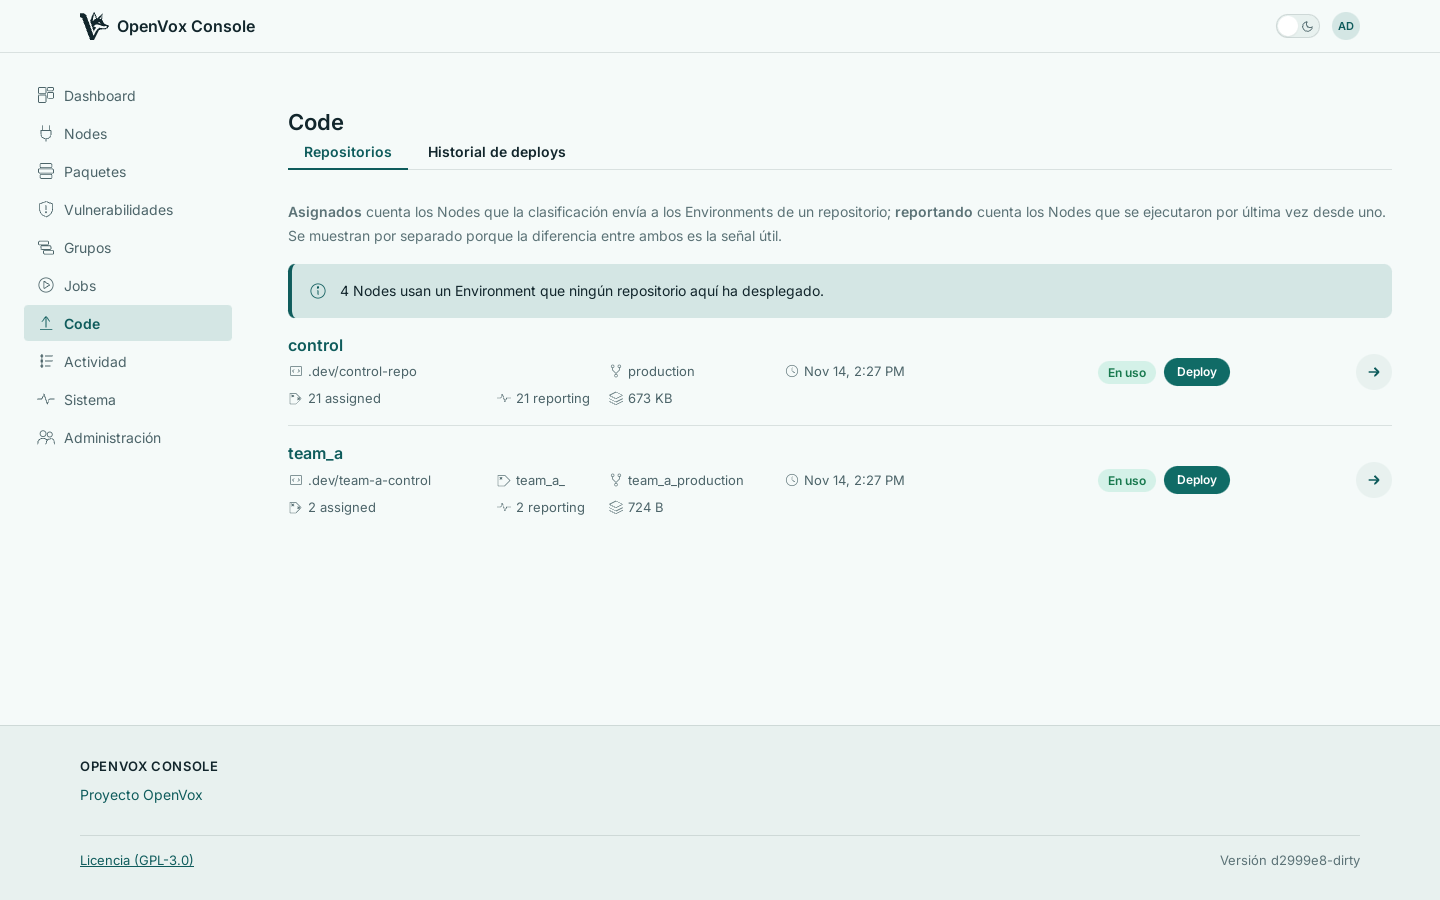 OpenVox Console
AD
Dashboard
Nodes
Paquetes
Vulnerabilidades
Grupos
Jobs
Code
Actividad
Sistema
Administración
Code
Repositorios
Historial de deploys
Asignados cuenta los Nodes que la clasificación envía a los Environments de un repositorio; reportando cuenta los Nodes que se ejecutaron por última vez desde uno.
Se muestran por separado porque la diferencia entre ambos es la señal útil.
4 Nodes usan un Environment que ningún repositorio aquí ha desplegado.
control
.dev/control-repo
production
Nov 14, 2:27 PM
En uso
Deploy
21 assigned
21 reporting
673 KB
team_a
.dev/team-a-control
team_a_
team_a_production
Nov 14, 2:27 PM
En uso
Deploy
2 assigned
2 reporting
724 B
OPENVOX CONSOLE
Proyecto OpenVox
Licencia (GPL-3.0)
Versión d2999e8-dirty